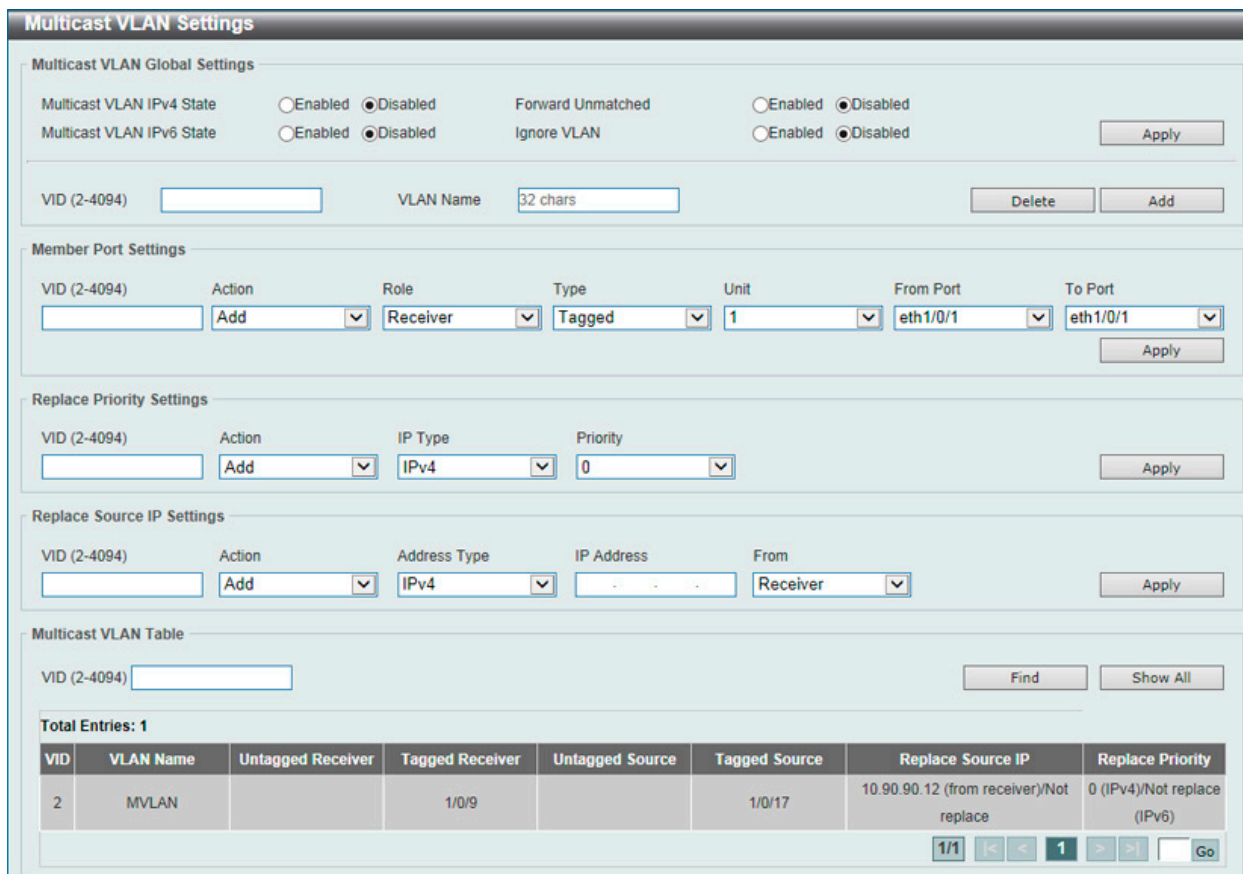 Multicast VLAN Settings
Multicast VLAN Global Settings
Multicast VLAN IPv4 State Enabled Disabled Forward Unmatched Enabled Disabled
Multicast VLAN IPv6 State Enabled Disabled Ignore VLAN Enabled Disabled Apply
VID (2-4094) VLAN Name 32 chars Delete Add
Member Port Settings
VID (2-4094) Action Role Type Unit From Port To Port
Add Receiver Tagged 1 eth1/0/1 eth1/0/1
Apply
Replace Priority Settings
VID (2-4094) Action IP Type Priority
Add IPv4 0 Apply
Replace Source IP Settings
VID (2-4094) Action Address Type IP Address From
Add IPv4 . . . Receiver Apply
Multicast VLAN Table
VID (2-4094) Find Show All
Total Entries: 1
VID VLAN Name Untagged Receiver Tagged Receiver Untagged Source Tagged Source Replace Source IP Replace Priority
2 MVLAN 1/0/9 1/0/17 10.90.90.12 (from receiver)/Not replace 0 (IPv4)/Not replace (IPv6)
1/1 |< < 1 > >| Go